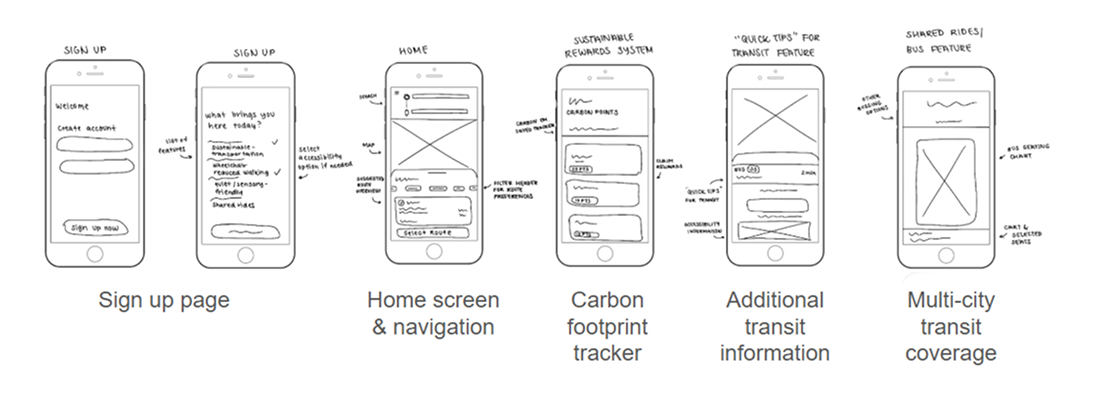 SIGN UP
Welcome
Create account
Sign up now
SIGN UP
What brings you
here today?
sustainable-
transportation
wheelchair-
reduced walking
quiet/sensory-
friendly
shared rides
LIST OF
FEATURES
SELECT
ACCESSIBILITY
OPTION IF NEEDED
HOME
SEARCH
MAP
SUGGESTED
ROUTE
OVERVIEW
FILTER HEADER
FOR ROUTE
PREFERENCES
Select Route
SUSTAINABLE
REWARDS SYSTEM
CARBON POINTS
CARBON EM
SAVED TRACKER
CLAIM
REWARDS
"QUICK TIPS" FOR
TRANSIT FEATURE
BUS
2 min
"QUICK TIPS"
FOR TRANSIT
ACCESSIBILITY
INFORMATION
SHARED RIDES/
BUS FEATURE
OTHER
BUSSING
OPTIONS
BUS SEATING
CHART
CHART &
SELECTED
SEATS
Sign up page
Home screen
& navigation
Carbon
footprint
tracker
Additional
transit
information
Multi-city
transit
coverage